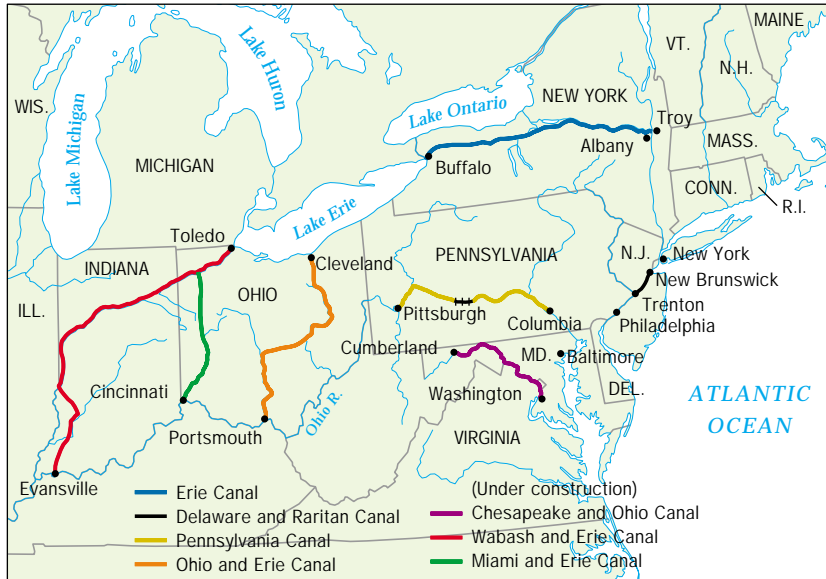 MAINE
VT.
N.H.
WIS.
Lake Michigan
Lake Huron
Lake Ontario
NEW YORK
Troy
Albany
MASS.
MICHIGAN
Buffalo
CONN.
R.I.
Lake Erie
Toledo
Cleveland
PENNSYLVANIA
N.J.
New York
INDIANA
OHIO
New Brunswick
ILL.
Pittsburgh
Columbia
Trenton
Philadelphia
Cumberland
MD.
Baltimore
Cincinnati
Washington
DEL.
Ohio R.
Portsmouth
VIRGINIA
ATLANTIC
OCEAN
Evansville
Erie Canal
Delaware and Raritan Canal
Pennsylvania Canal
Ohio and Erie Canal
(Under construction)
Chesapeake and Ohio Canal
Wabash and Erie Canal
Miami and Erie Canal